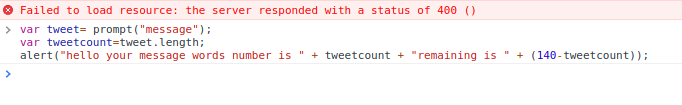 Failed to load resource: the server responded with a status of 400 ()
var tweet= prompt("message");
var tweetcount=tweet.length;
alert("hello your message words number is " + tweetcount + "remaining is " + (140-tweetcount));